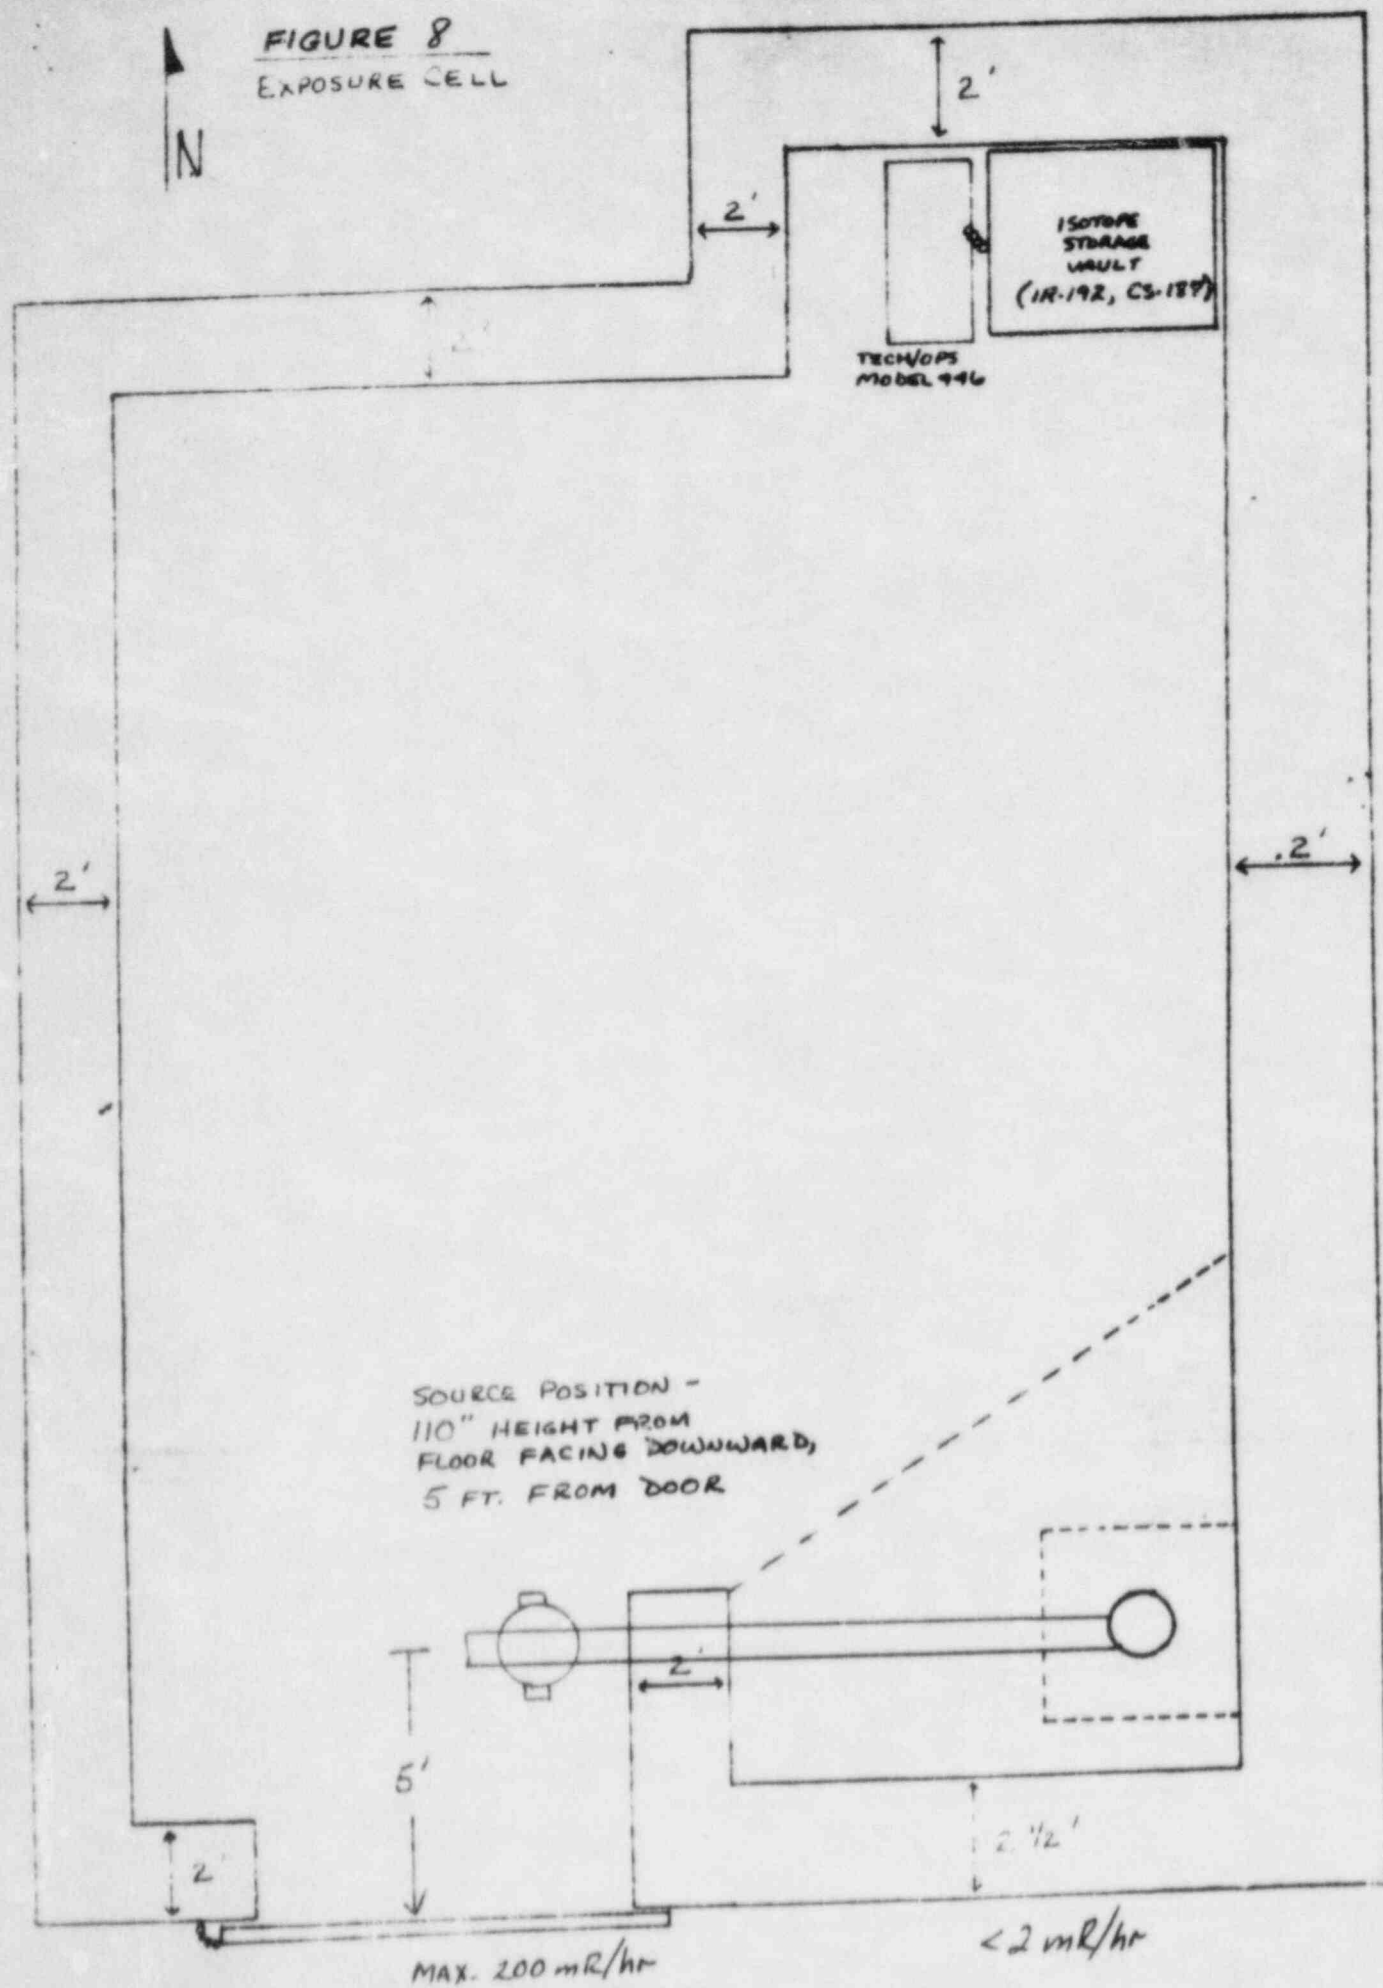 FIGURE 8
EXPOSURE CELL
N
2'
2'
ISOTOPE
STORAGE
VAULT
(IR-192, CS-137)
TECH/OPS
MODEL 946
2'
2'
.2'
SOURCE POSITION -
110" HEIGHT FROM
FLOOR FACING DOWNWARD,
5 FT. FROM DOOR
2'
5'
2 1/2'
2
<2 mR/hr
MAX. 200 mR/hr